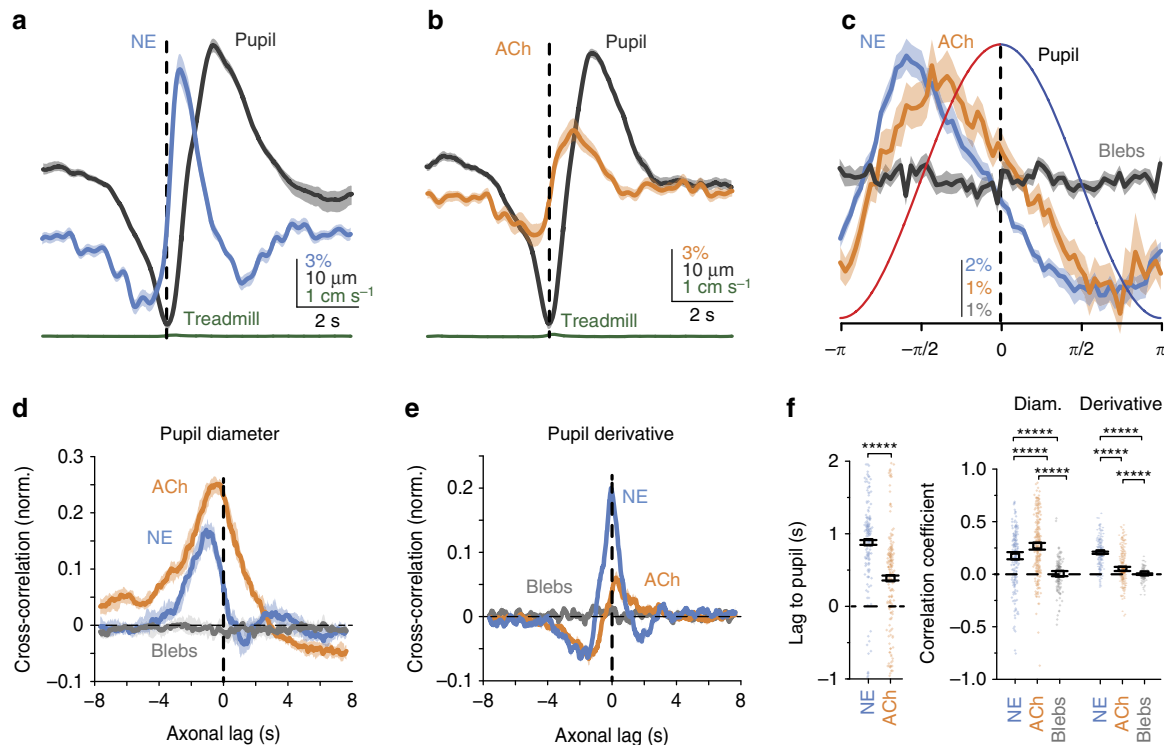 a
NE
Pupil
3%
10 μm
1 cm s⁻¹
Treadmill
2 s
b
ACh
Pupil
3%
10 μm
1 cm s⁻¹
Treadmill
2 s
c
NE
ACh
Pupil
Blebs
2%
1%
1%
−π
−π/2
0
π/2
π
d
Pupil diameter
Cross-correlation (norm.)
0.3
0.2
0.1
0
−0.1
ACh
NE
Blebs
−8
−4
0
4
8
Axonal lag (s)
e
Pupil derivative
Cross-correlation (norm.)
0.2
0.1
0
−0.1
NE
Blebs
ACh
−8
−4
0
4
8
Axonal lag (s)
f
Lag to pupil (s)
2
1
0
−1
*****
NE
ACh
Diam.
Derivative
*****
*****
*****
*****
*****
*****
Correlation coefficient
1.0
0.5
0.0
−0.5
−1.0
NE
ACh
Blebs
NE
ACh
Blebs